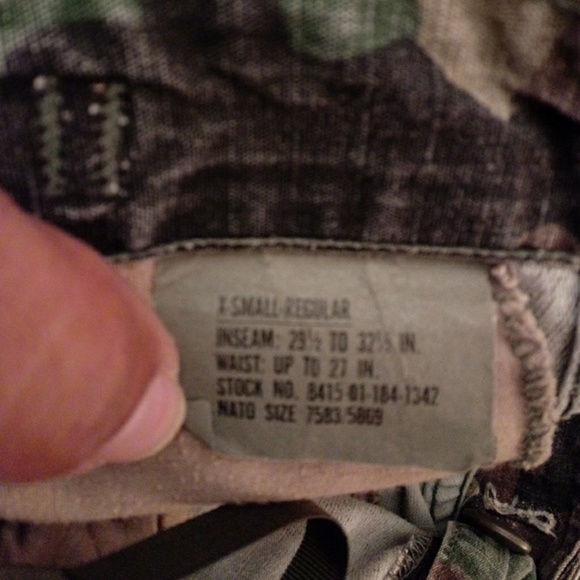 X-SMALL-REGULAR
INSEAM: 29½ TO 32½ IN.
WAIST: UP TO 27 IN.
STOCK NO. 8415-01-184-1342
NATO SIZE 7583/5869